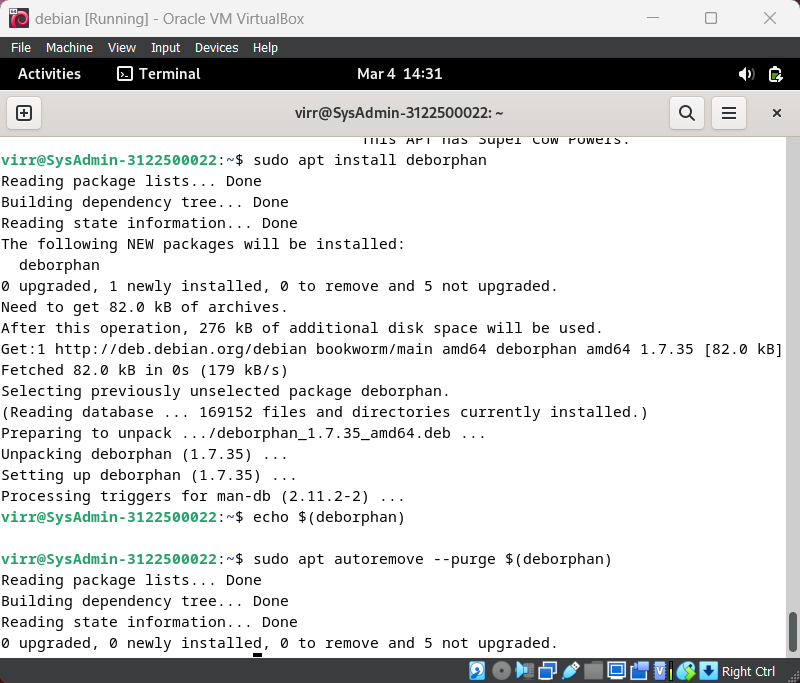 debian [Running] - Oracle VM VirtualBox
File Machine View Input Devices Help
Activities Terminal Mar 4 14:31
virr@SysAdmin-3122500022: ~
This APT has Super Cow Powers.
virr@SysAdmin-3122500022:~$ sudo apt install deborphan
Reading package lists... Done
Building dependency tree... Done
Reading state information... Done
The following NEW packages will be installed:
  deborphan
0 upgraded, 1 newly installed, 0 to remove and 5 not upgraded.
Need to get 82.0 kB of archives.
After this operation, 276 kB of additional disk space will be used.
Get:1 http://deb.debian.org/debian bookworm/main amd64 deborphan amd64 1.7.35 [82.0 kB]
Fetched 82.0 kB in 0s (179 kB/s)
Selecting previously unselected package deborphan.
(Reading database ... 169152 files and directories currently installed.)
Preparing to unpack .../deborphan_1.7.35_amd64.deb ...
Unpacking deborphan (1.7.35) ...
Setting up deborphan (1.7.35) ...
Processing triggers for man-db (2.11.2-2) ...
virr@SysAdmin-3122500022:~$ echo $(deborphan)
virr@SysAdmin-3122500022:~$ sudo apt autoremove --purge $(deborphan)
Reading package lists... Done
Building dependency tree... Done
Reading state information... Done
0 upgraded, 0 newly installed, 0 to remove and 5 not upgraded.
Right Ctrl